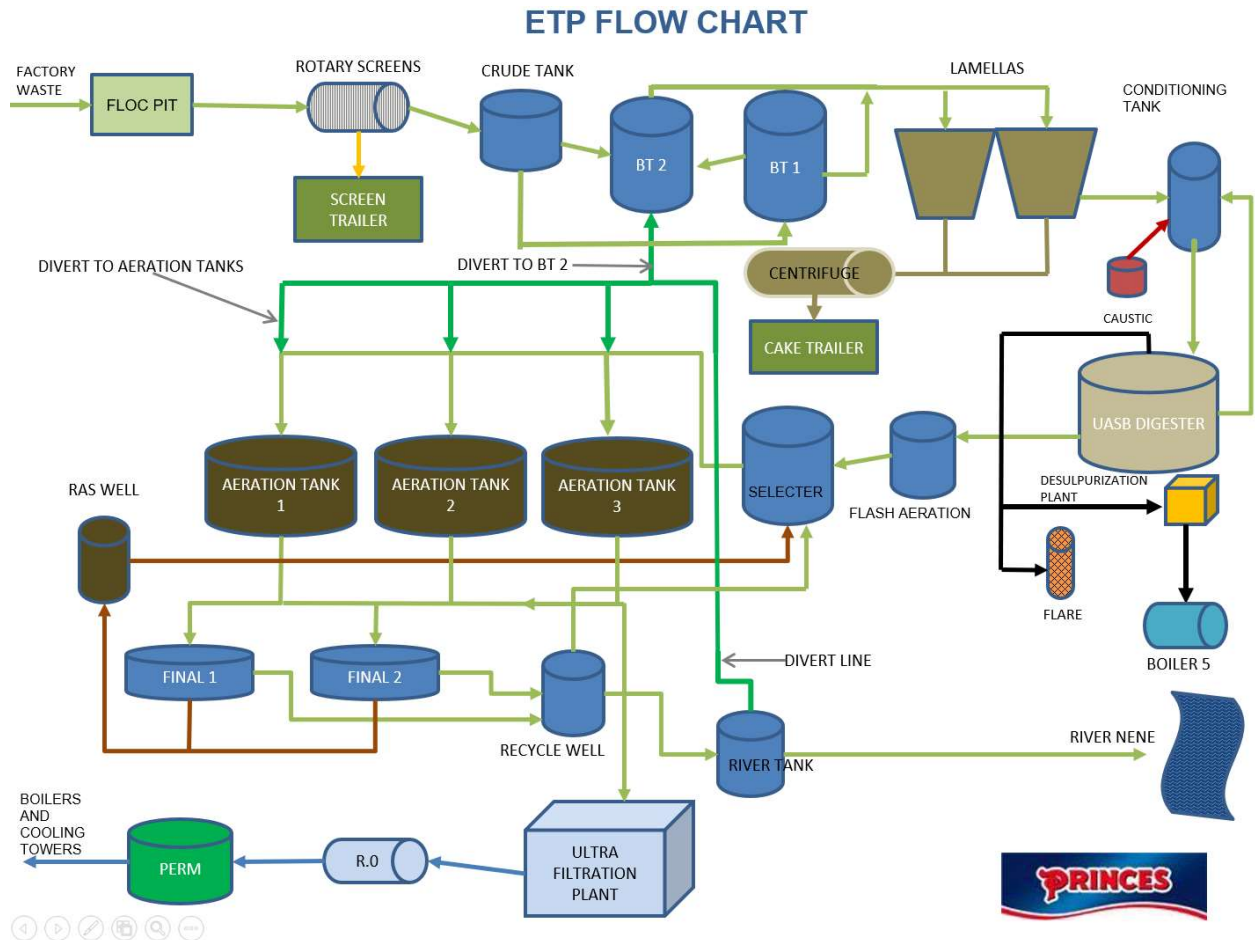 ETP FLOW CHART
FACTORY
WASTE
FLOC PIT
ROTARY SCREENS
CRUDE TANK
LAMELLAS
CONDITIONING
TANK
BT 2
BT 1
SCREEN
TRAILER
DIVERT TO AERATION TANKS
DIVERT TO BT 2
CENTRIFUGE
CAUSTIC
CAKE TRAILER
UASB DIGESTER
RAS WELL
AERATION TANK
1
AERATION TANK
2
AERATION TANK
3
SELECTER
FLASH AERATION
DESULPURIZATION
PLANT
FLARE
BOILER 5
FINAL 1
FINAL 2
RECYCLE WELL
DIVERT LINE
RIVER TANK
RIVER NENE
BOILERS
AND
COOLING
TOWERS
PERM
R.0
ULTRA
FILTRATION
PLANT
PRINCES